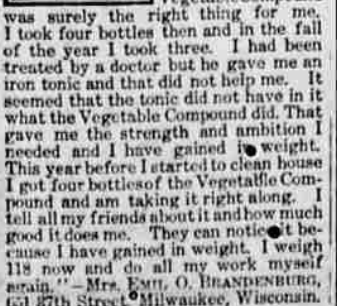 Vegetable Compound
was surely the right thing for me.
I took four bottles then and in the fall
of the year I took three. I had been
treated by a doctor but he gave me an
iron tonic and that did not help me. It
seemed that the tonic did not have in it
what the Vegetable Compound did. That
gave me the strength and ambition I
needed and I have gained in weight.
This year before I started to clean house
I got four bottles of the Vegetable Com-
pound and am taking it right along. I
tell all my friends about it and how much
good it does me. They can notice it be-
cause I have gained in weight. I weigh
118 now and do all my work myself
again."—Mrs. EMIL O. BRANDENBURG,
87th Street, Milwaukee, Wisconsin.